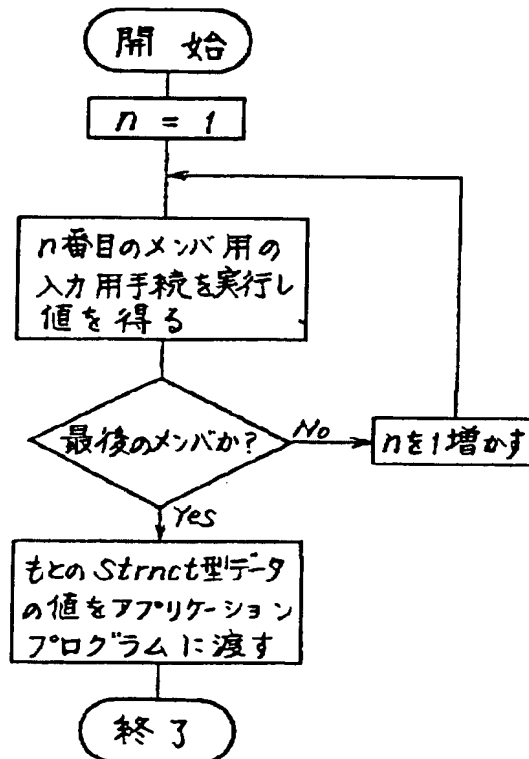 開始
n = 1
n番目のメンバ用の
入力用手続を実行し
値を得る
最後のメンバか?
No
nを1増かす
Yes
もとのStrnct型データ
の値をアプリケーション
プログラムに渡す
終了